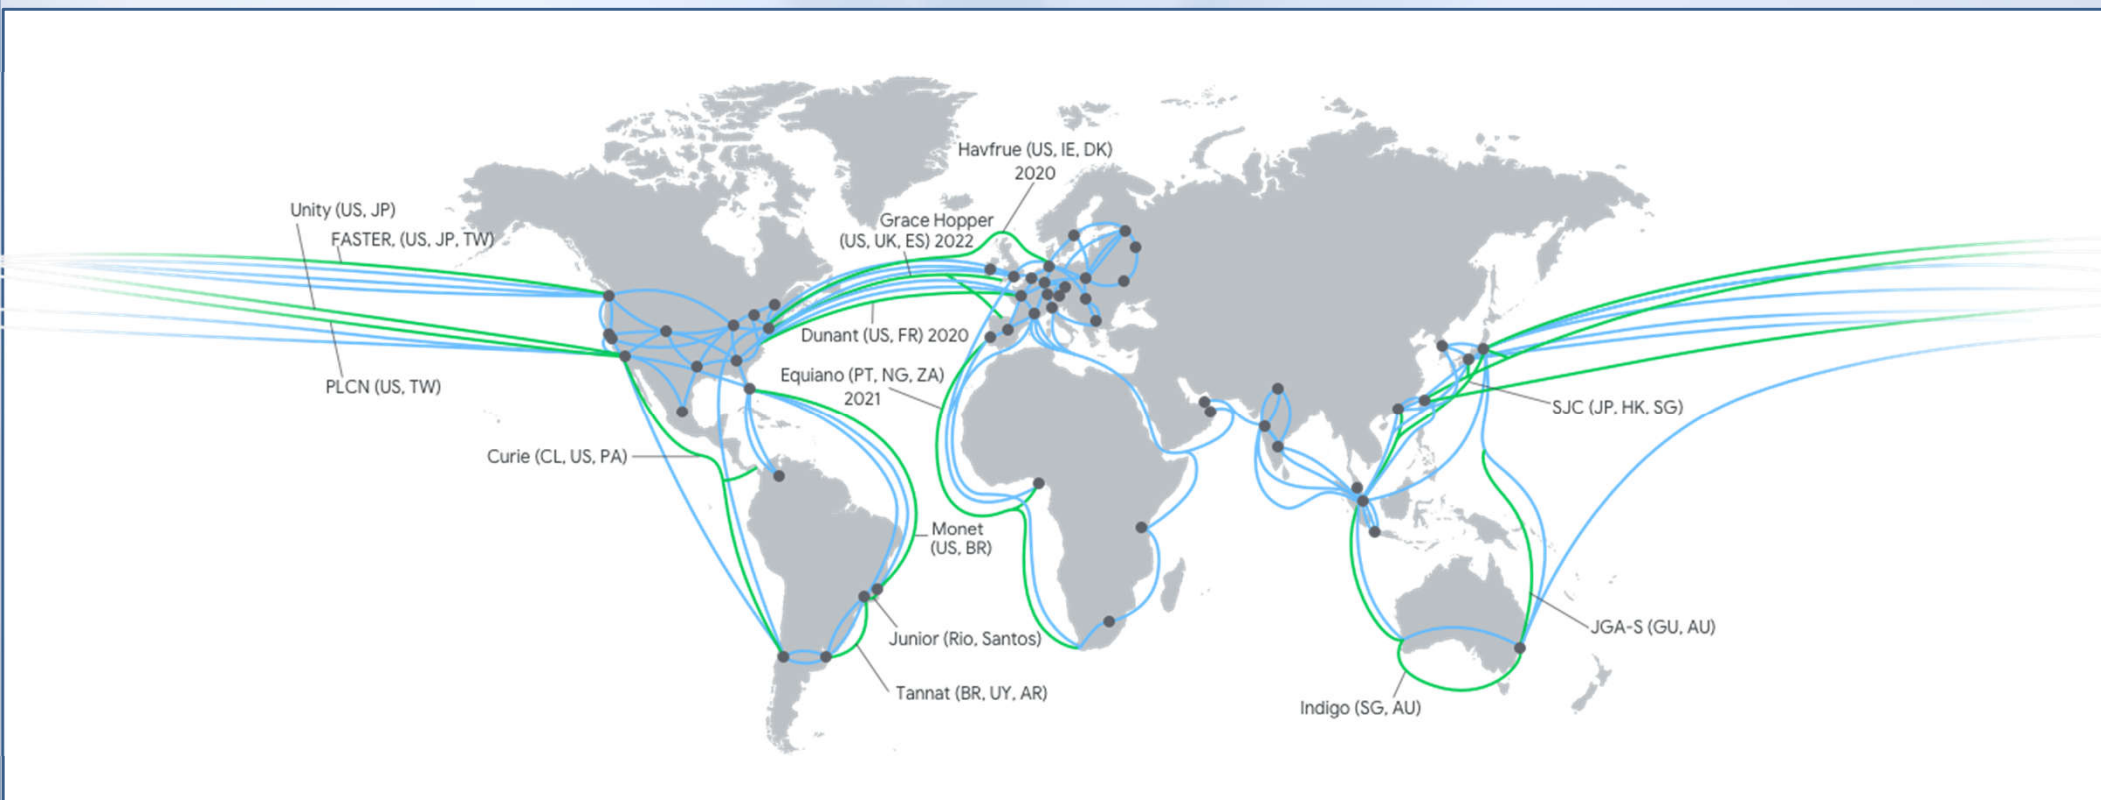 Havfrue (US, IE, DK)
2020
Unity (US, JP)
FASTER, (US, JP, TW)
Grace Hopper
(US, UK, ES) 2022
Dunant (US, FR) 2020
PLCN (US, TW)
Equiano (PT, NG, ZA)
2021
SJC (JP, HK, SG)
Curie (CL, US, PA)
Monet
(US, BR)
Junior (Rio, Santos)
JGA-S (GU, AU)
Tannat (BR, UY, AR)
Indigo (SG, AU)